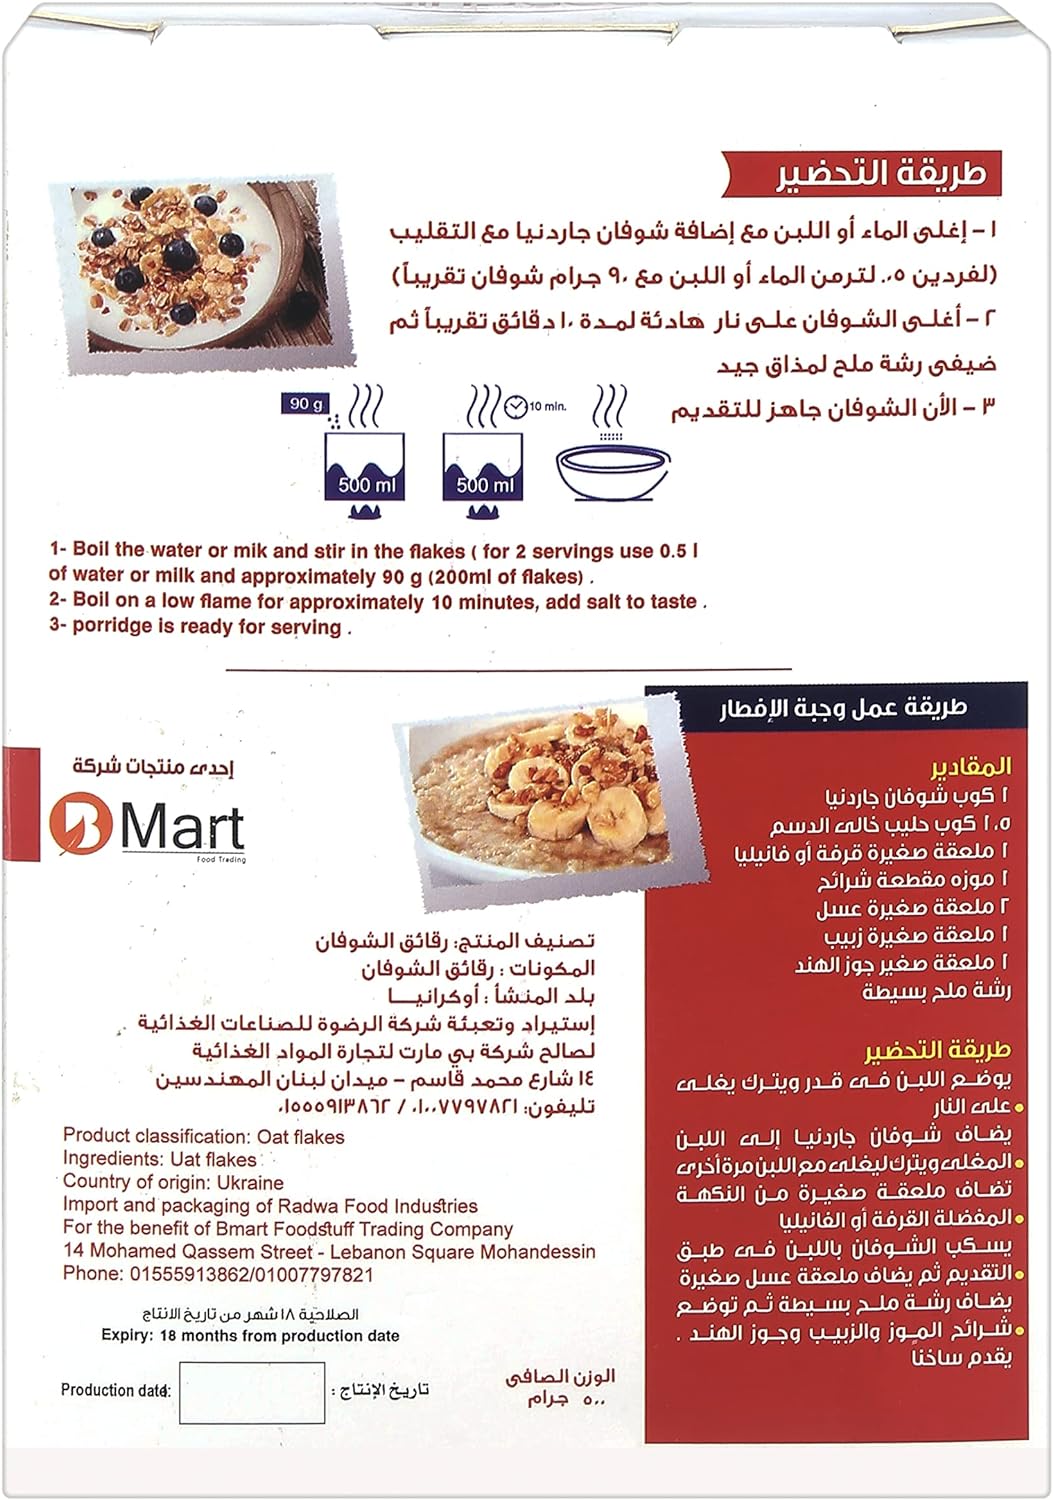 طريقة التحضير
١ - إغلى الماء أو اللبن مع إضافة شوفان جاردنيا مع التقليب
(لفردين ٠.٥ لترمن الماء أو اللبن مع ٩٠ جرام شوفان تقريباً)
٢ - أغلى الشوفان على نار هادئة لمدة ١٠ دقائق تقريباً ثم
ضيفى رشة ملح لمذاق جيد
٣ - الأن الشوفان جاهز للتقديم
90 g
10 min.
500 ml
500 ml
1- Boil the water or mik and stir in the flakes ( for 2 servings use 0.5 l
of water or milk and approximately 90 g (200ml of flakes) .
2- Boil on a low flame for approximately 10 minutes, add salt to taste .
3- porridge is ready for serving .
طريقة عمل وجبة الإفطار
المقادير
١ كوب شوفان جاردنيا
١.٥ كوب حليب خالى الدسم
١ ملعقة صغيرة قرفة أو فانيليا
١ موزه مقطعة شرائح
٢ ملعقة صغيرة عسل
١ ملعقة صغيرة زبيب
١ ملعقة صغير جوز الهند
رشة ملح بسيطة
طريقة التحضير
يوضع اللبن فى قدر ويترك يغلى
• على النار
يضاف شوفان جاردنيا إلى اللبن
• المغلى ويترك ليغلى مع اللبن مرة أخرى
تضاف ملعقة صغيرة من النكهة
• المفضلة القرفة أو الفانيليا
يسكب الشوفان باللبن فى طبق
• التقديم ثم يضاف ملعقة عسل صغيرة
يضاف رشة ملح بسيطة ثم توضع
• شرائح الموز والزبيب وجوز الهند .
يقدم ساخنا
إحدى منتجات شركة
B Mart
Food Trading
تصنيف المنتج: رقائق الشوفان
المكونات : رقائق الشوفان
بلد المنشأ : أوكرانيا
إستيراد وتعبئة شركة الرضوة للصناعات الغذائية
لصالح شركة بي مارت لتجارة المواد الغذائية
١٤ شارع محمد قاسم - ميدان لبنان المهندسين
تليفون: ٠١٠٠٧٧٩٧٨٢١ / ٠١٥٥٥٩١٣٨٦٢
Product classification: Oat flakes
Ingredients: Uat flakes
Country of origin: Ukraine
Import and packaging of Radwa Food Industries
For the benefit of Bmart Foodstuff Trading Company
14 Mohamed Qassem Street - Lebanon Square Mohandessin
Phone: 01555913862/01007797821
الصلاحية ١٨ شهر من تاريخ الانتاج
Expiry: 18 months from production date
Production date:
تاريخ الإنتاج :
الوزن الصافى
٥٠٠ جرام